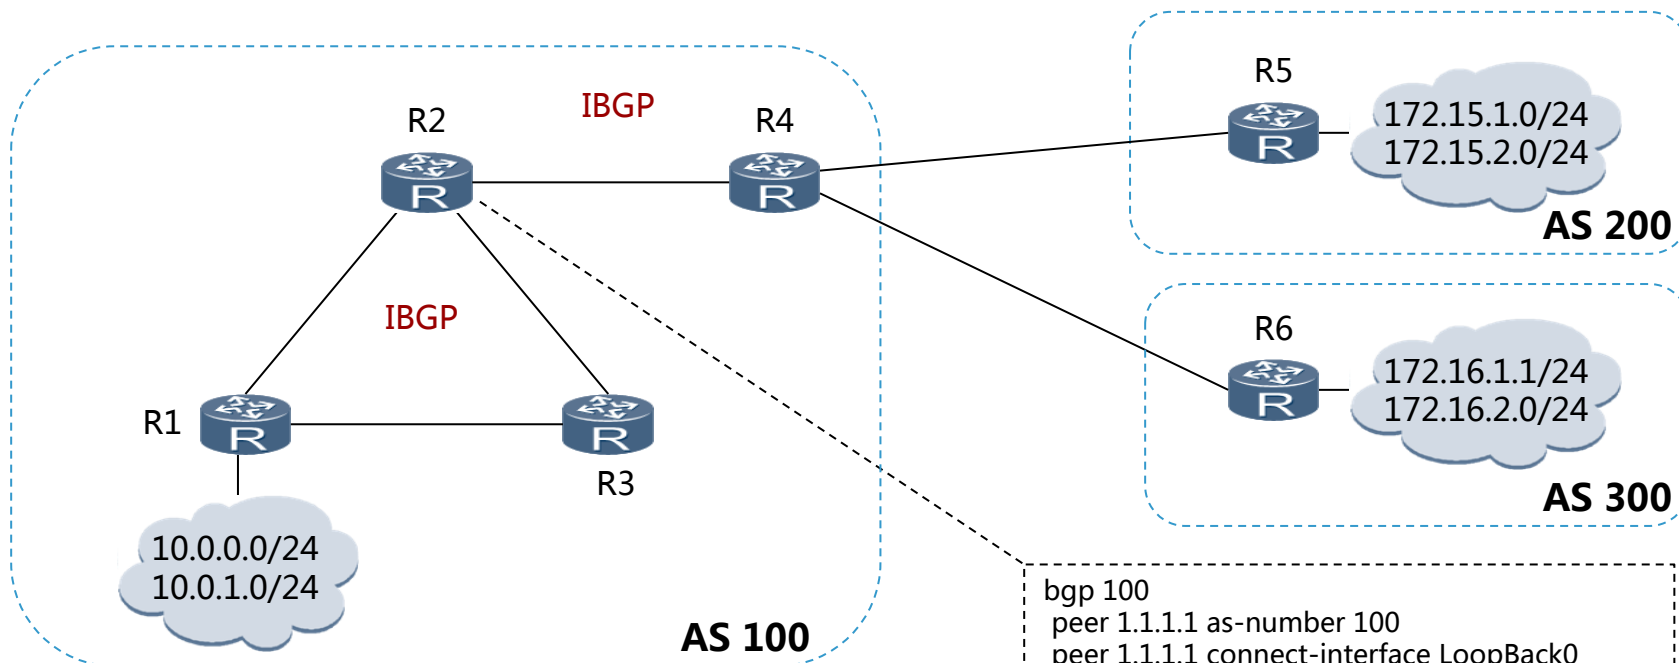 R5
IBGP
R2
R4
172.15.1.0/24
172.15.2.0/24
R
R
R
AS 200
IBGP
R6
172.16.1.1/24
172.16.2.0/24
R
R1
R
R
R3
AS 300
10.0.0.0/24
10.0.1.0/24
AS 100
bgp 100
peer 1.1.1.1 as-number 100
peer 1.1.1.1 connect-interface LoopBack0